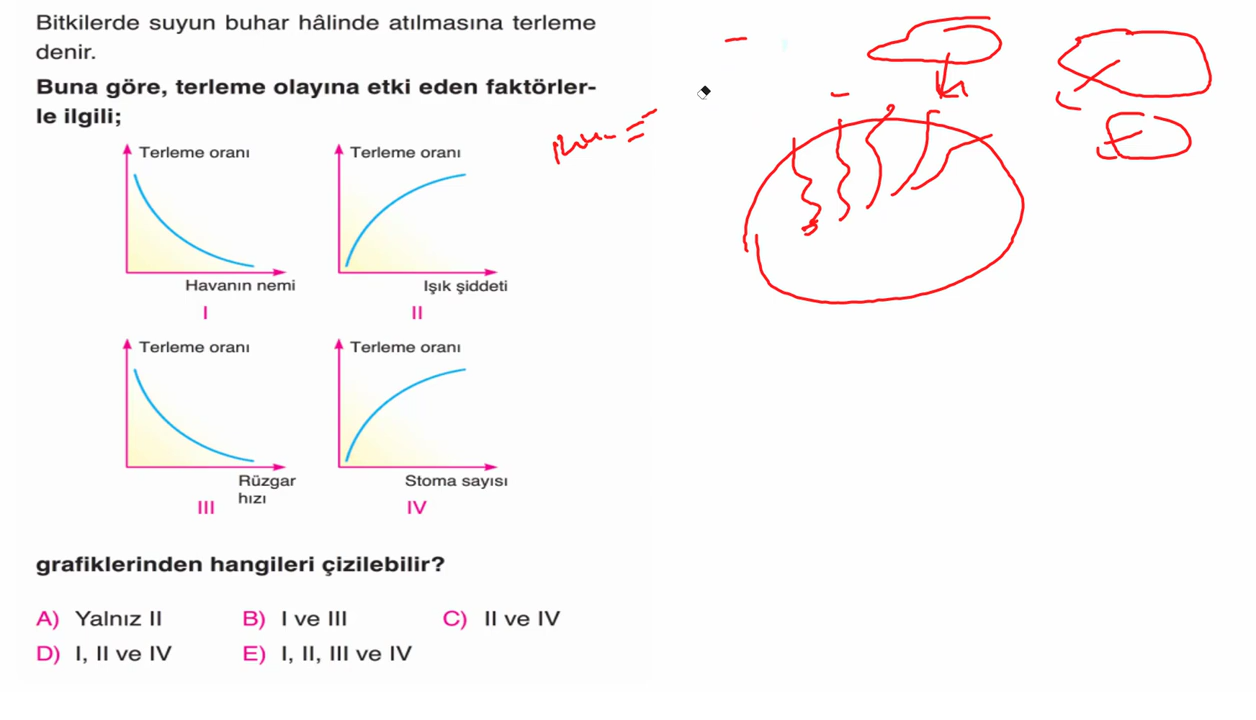 Bitkilerde suyun buhar hâlinde atılmasına terleme
denir.
Buna göre, terleme olayına etki eden faktörler-
le ilgili;
Terleme oranı
Havanın nemi
I
Terleme oranı
Işık şiddeti
II
Terleme oranı
Rüzgar
hızı
III
Terleme oranı
Stoma sayısı
IV
grafiklerinden hangileri çizilebilir?
A) Yalnız II
B) I ve III
C) II ve IV
D) I, II ve IV
E) I, II, III ve IV